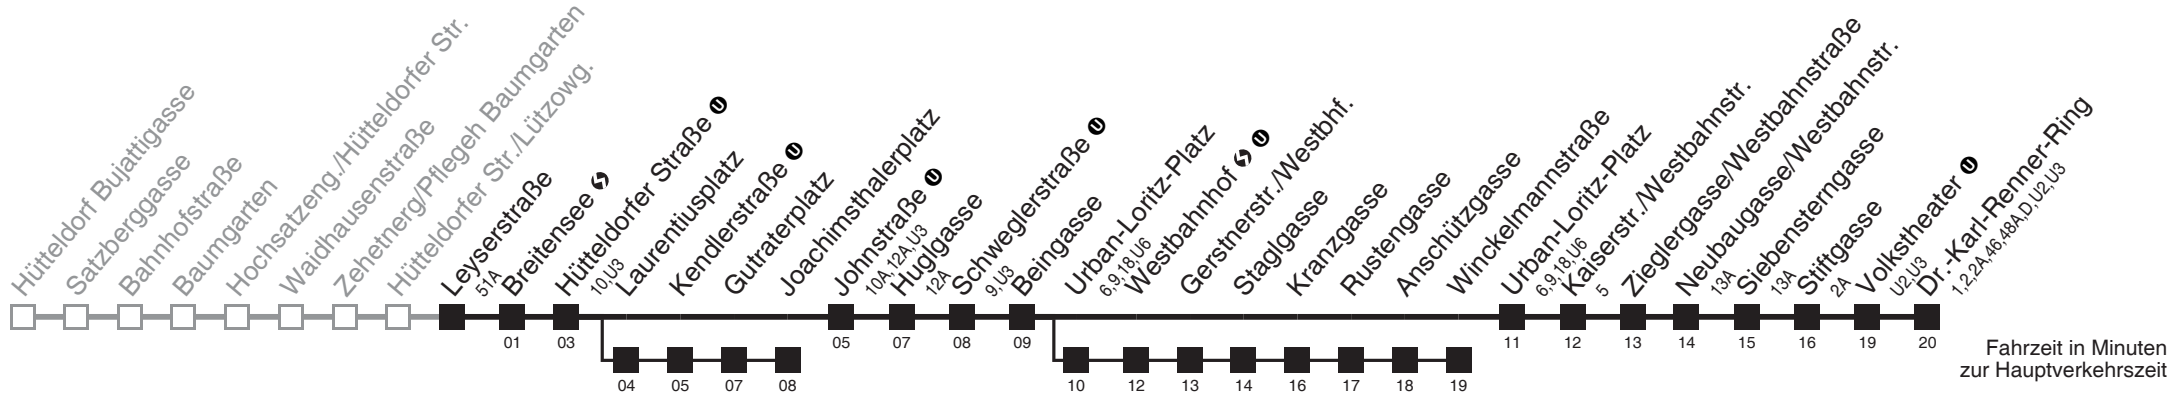 Hütteldorf Bujattigasse
Satzberggasse
Bahnhofstraße
Baumgarten
Hochsatzeng./Hütteldorfer Str.
Waidhausenstraße
Zehetnerg/Pflegeh Baumgarten
Hütteldorfer Str./Lützowg.
Leyserstraße
51A
Breitensee
Hütteldorfer Straße U
10,U3
Laurentiusplatz
Kendlerstraße U
Gutraterplatz
Joachimsthalerplatz
Johnstraße U
10A,12A,U3
Huglgasse
12A
Schweglerstraße U
9,U3
Beingasse
Urban-Loritz-Platz
6,9,18,U6
Westbahnhof U
Gerstnerstr./Westbhf.
Staglgasse
Kranzgasse
Rustengasse
Anschützgasse
Winckelmannstraße
Urban-Loritz-Platz
6,9,18,U6
Kaiserstr./Westbahnstr.
5
Zieglergasse/Westbahnstraße
Neubaugasse/Westbahnstr.
13A
Siebensterngasse
13A
Stiftgasse
2A
Volkstheater U
U2,U3
Dr.-Karl-Renner-Ring
1,2,2A,46,48A,D,U2,U3
01 03 05 07 08 09 11 12 13 14 15 16 19 20
04 05 07 08 10 12 13 14 16 17 18 19
Fahrzeit in Minuten
zur Hauptverkehrszeit